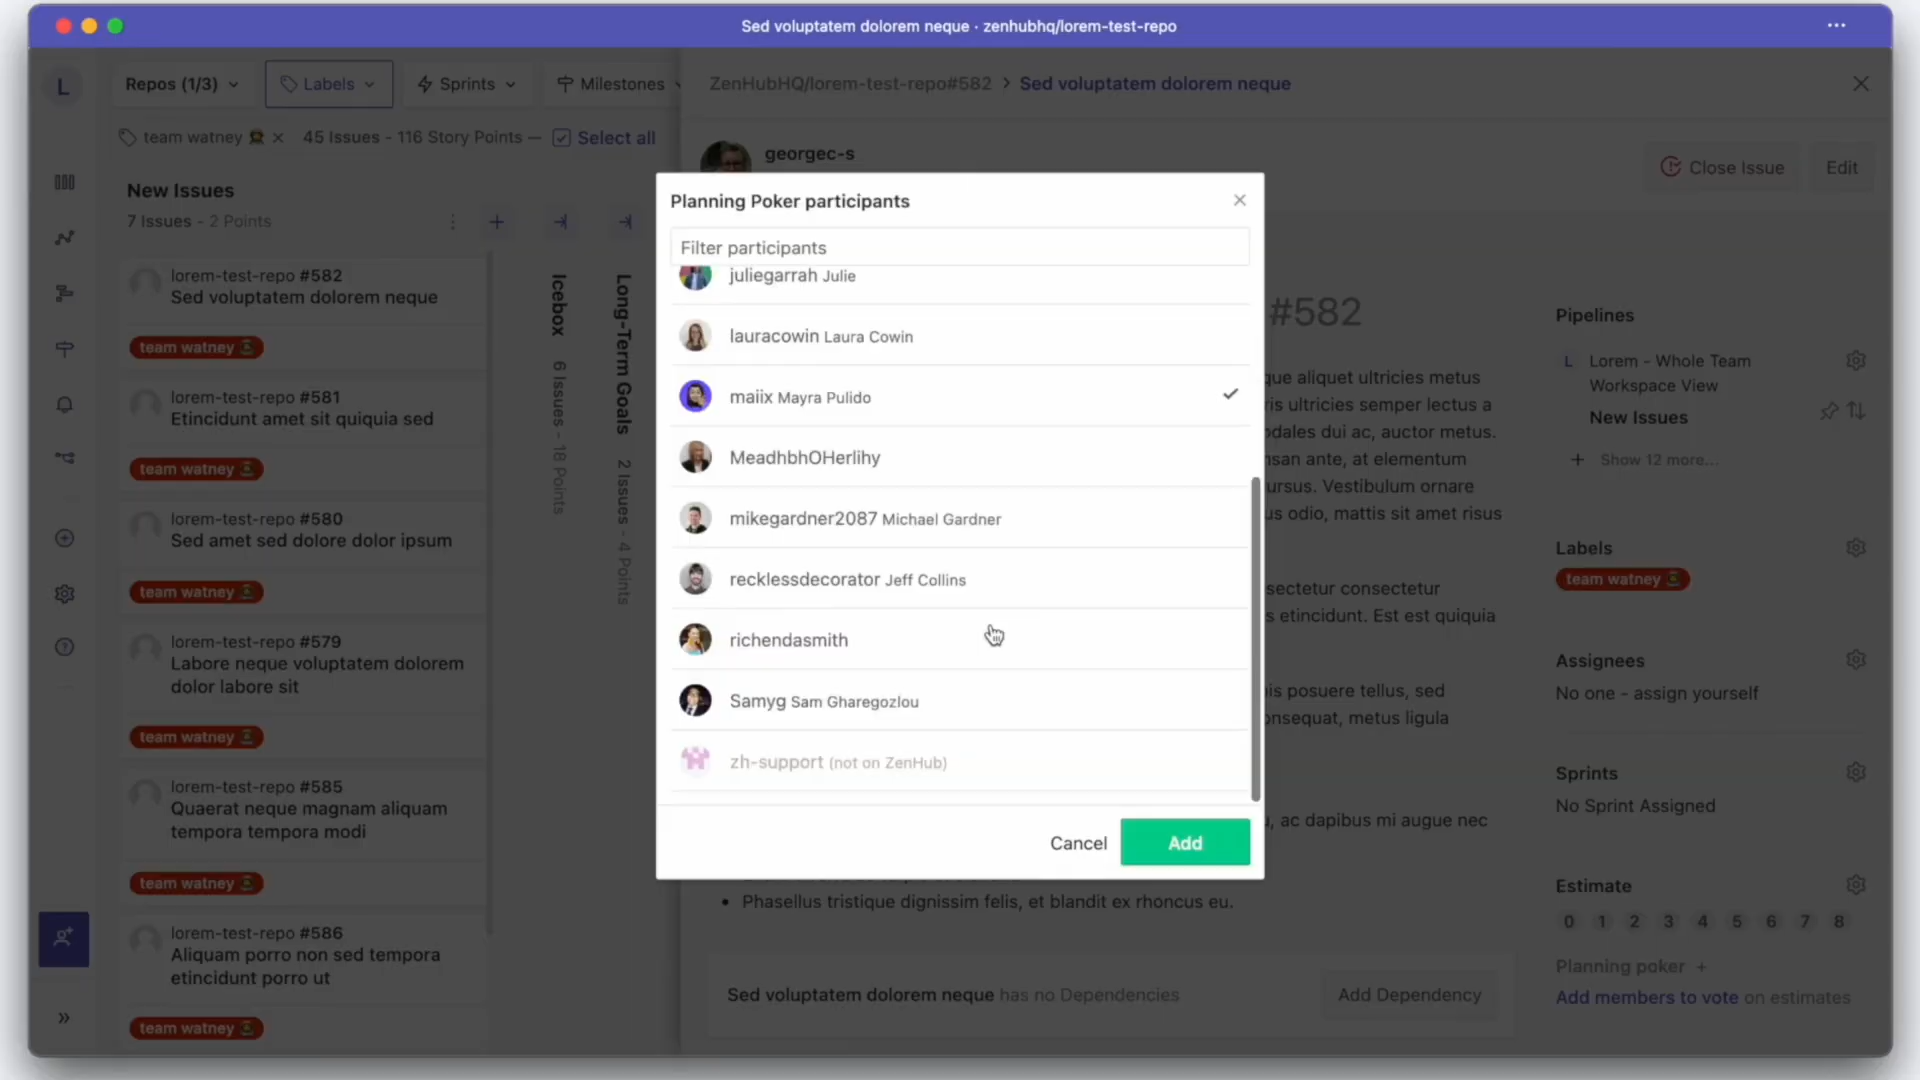 Sed voluptatem dolorem neque · zenhubhq/lorem-test-repo
L
Repos (1/3)
Labels
Sprints
Milestones
team watney
45 Issues - 116 Story Points –
Select all
New Issues
7 Issues - 2 Points
lorem-test-repo #582
Sed voluptatem dolorem neque
team watney
lorem-test-repo #581
Etincidunt amet sit quiquia sed
team watney
lorem-test-repo #580
Sed amet sed dolore dolor ipsum
team watney
lorem-test-repo #579
Labore neque voluptatem dolorem
dolor labore sit
team watney
lorem-test-repo #585
Quaerat neque magnam aliquam
tempora tempora modi
team watney
lorem-test-repo #586
Aliquam porro non sed tempora
etincidunt porro ut
team watney
Icebox 6 Issues - 18 Points
Long-Term Goals 2 Issues - 4 Points
ZenHubHQ/lorem-test-repo#582 > Sed voluptatem dolorem neque
georgec-s
Close Issue
Edit
Planning Poker participants
Filter participants
juliegarrah Julie
lauracowin Laura Cowin
maiix Mayra Pulido
MeadhbhOHerlihy
mikegardner2087 Michael Gardner
recklessdecorator Jeff Collins
richendasmith
Samyg Sam Gharegozlou
zh-support (not on ZenHub)
Cancel
Add
#582
que aliquet ultricies metus
ris ultricies semper lectus a
dales dui ac, auctor metus.
san ante, at elementum
ursus. Vestibulum ornare
us odio, mattis sit amet risus
sectetur consectetur
s etincidunt. Est est quiquia
is posuere tellus, sed
onsequat, metus ligula
, ac dapibus mi augue nec
• Phasellus tristique dignissim felis, et blandit ex rhoncus eu.
Sed voluptatem dolorem neque has no Dependencies
Add Dependency
Pipelines
L Lorem - Whole Team
Workspace View
New Issues
+ Show 12 more...
Labels
team watney
Assignees
No one - assign yourself
Sprints
No Sprint Assigned
Estimate
0 1 2 3 4 5 6 7 8
Planning poker +
Add members to vote on estimates